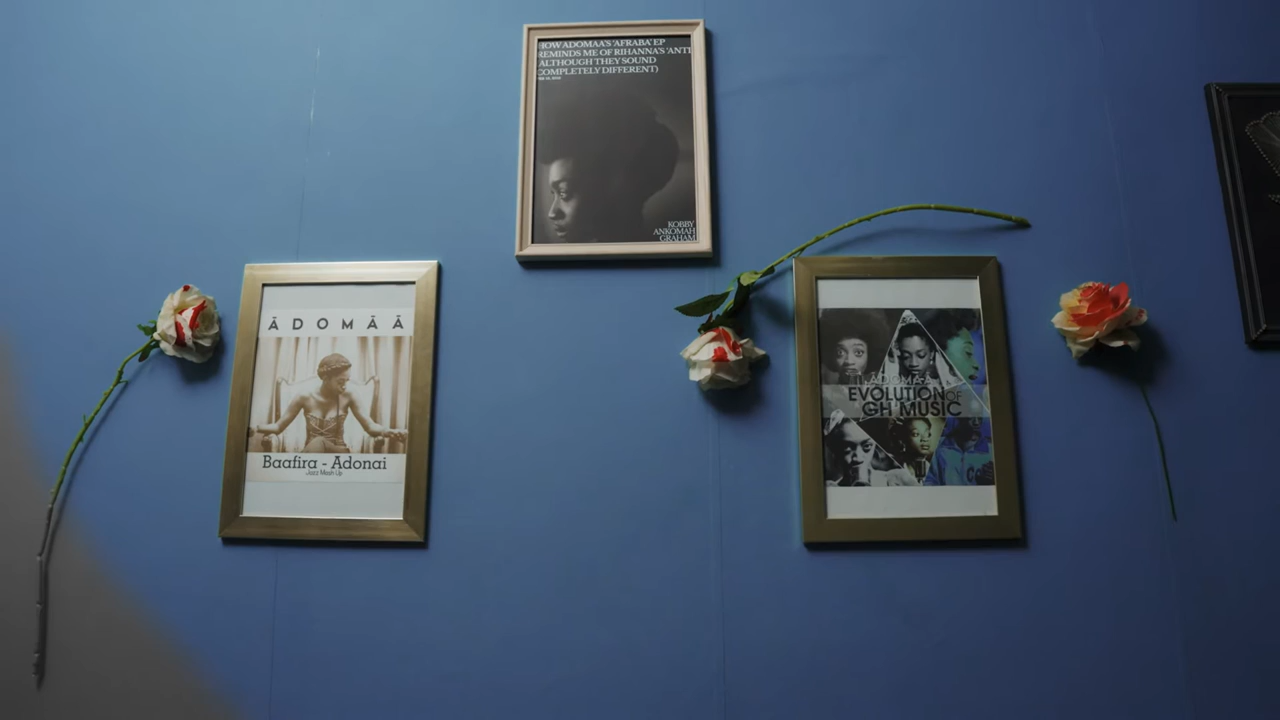 HOW ADOMAA'S 'AFRABA' EP
REMINDS ME OF RIHANNA'S 'ANTI
(ALTHOUGH THEY SOUND
COMPLETELY DIFFERENT)
KOBBY
ANKOMAH
GRAHAM
ĀDOMĀĀ
Baafira - Adonai
Jazz Mash Up
ADOMAA
EVOLUTION OF
GH MUSIC